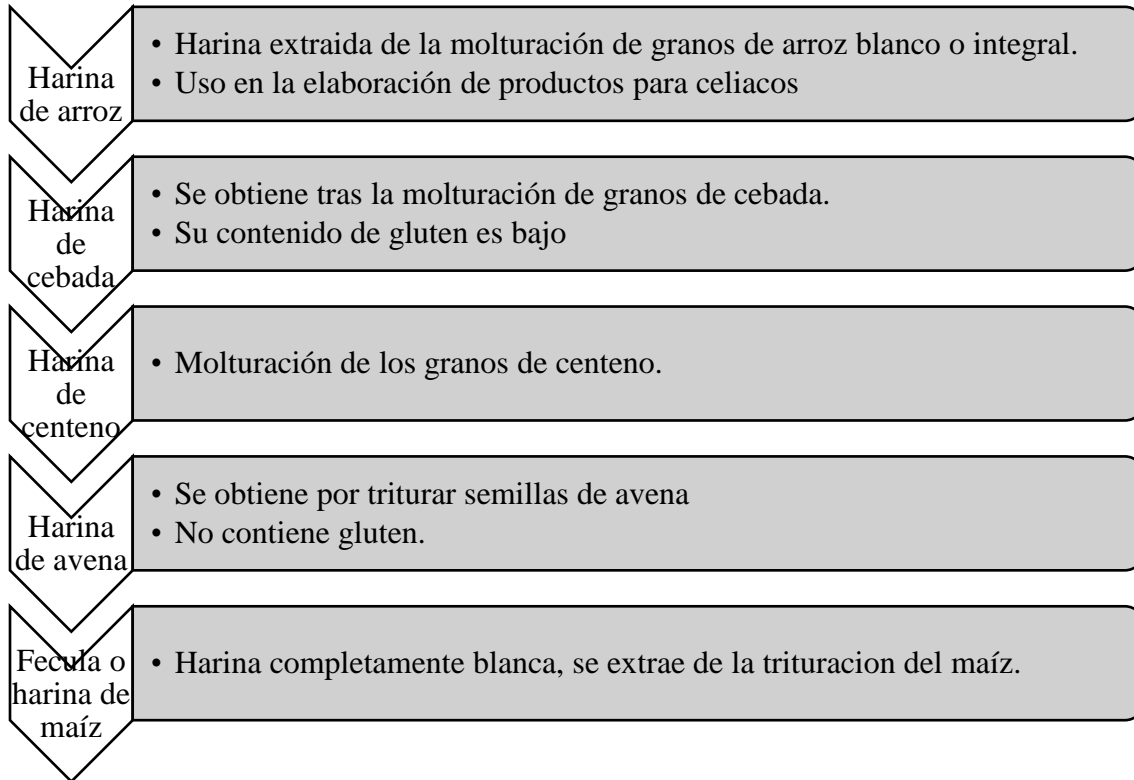 Harina
de arroz
• Harina extraida de la molturación de granos de arroz blanco o integral.
• Uso en la elaboración de productos para celiacos
Harina
de
cebada
• Se obtiene tras la molturación de granos de cebada.
• Su contenido de gluten es bajo
Harina
de
centeno
• Molturación de los granos de centeno.
Harina
de avena
• Se obtiene por triturar semillas de avena
• No contiene gluten.
Fecula o
harina de
maíz
• Harina completamente blanca, se extrae de la trituracion del maíz.